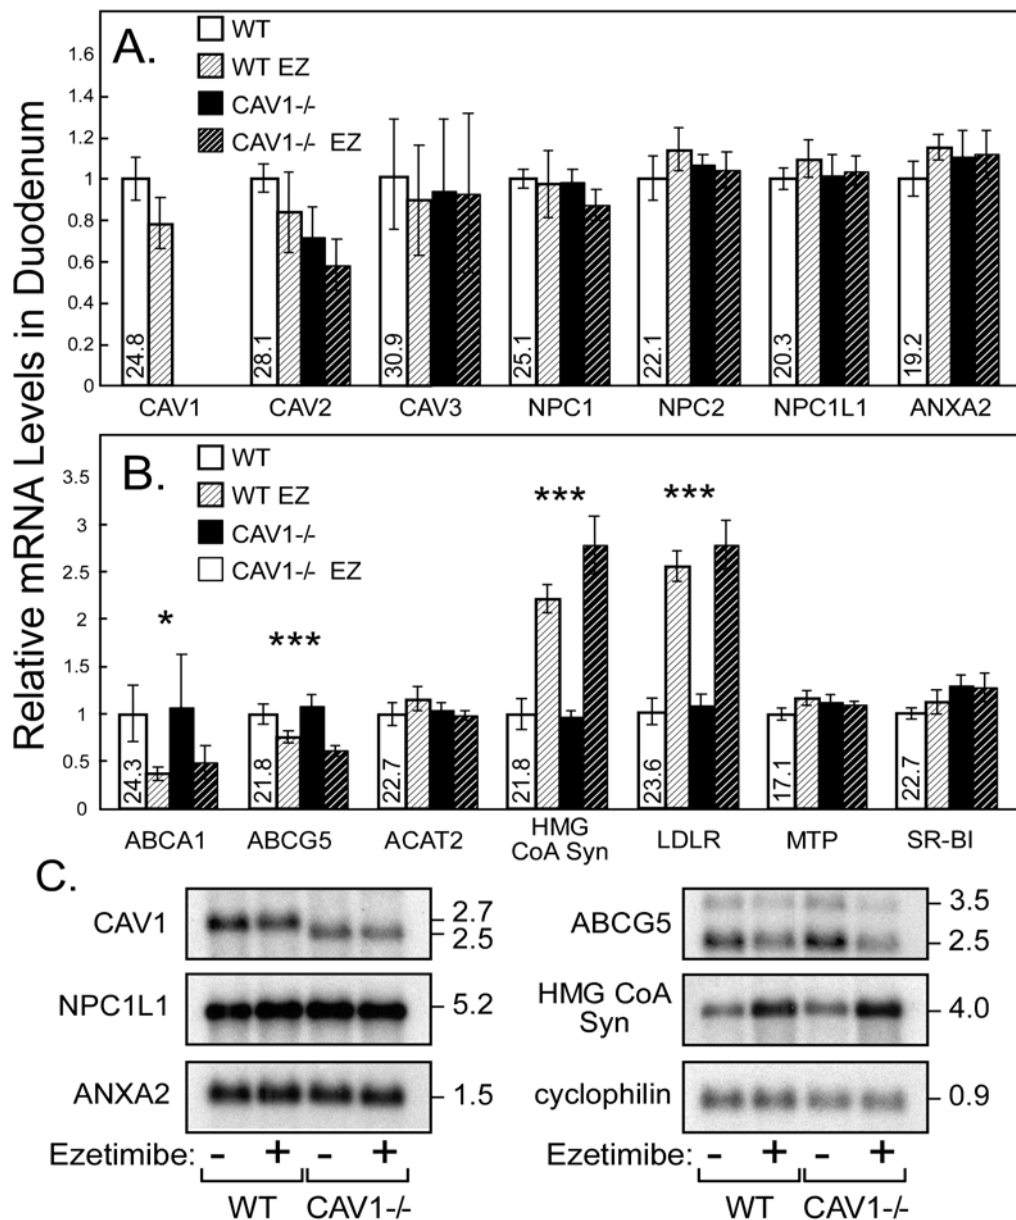 Relative mRNA Levels in Duodenum
A.
WT
WT EZ
CAV1-/-
CAV1-/- EZ
1.6
1.4
1.2
1
0.8
0.6
0.4
0.2
0
24.8
28.1
30.9
25.1
22.1
20.3
19.2
CAV1 CAV2 CAV3 NPC1 NPC2 NPC1L1 ANXA2
B.
WT
WT EZ
CAV1-/-
CAV1-/- EZ
3.5
3
2.5
2
1.5
1
0.5
0
* *** *** ***
24.3
21.8
22.7
21.8
23.6
17.1
22.7
ABCA1 ABCG5 ACAT2 HMG LDLR MTP SR-BI
CoA Syn
C.
CAV1
2.7
2.5
NPC1L1
5.2
ANXA2
1.5
Ezetimibe: - + - +
WT CAV1-/-
ABCG5
3.5
2.5
HMG CoA
Syn
4.0
cyclophilin
0.9
Ezetimibe: - + - +
WT CAV1-/-